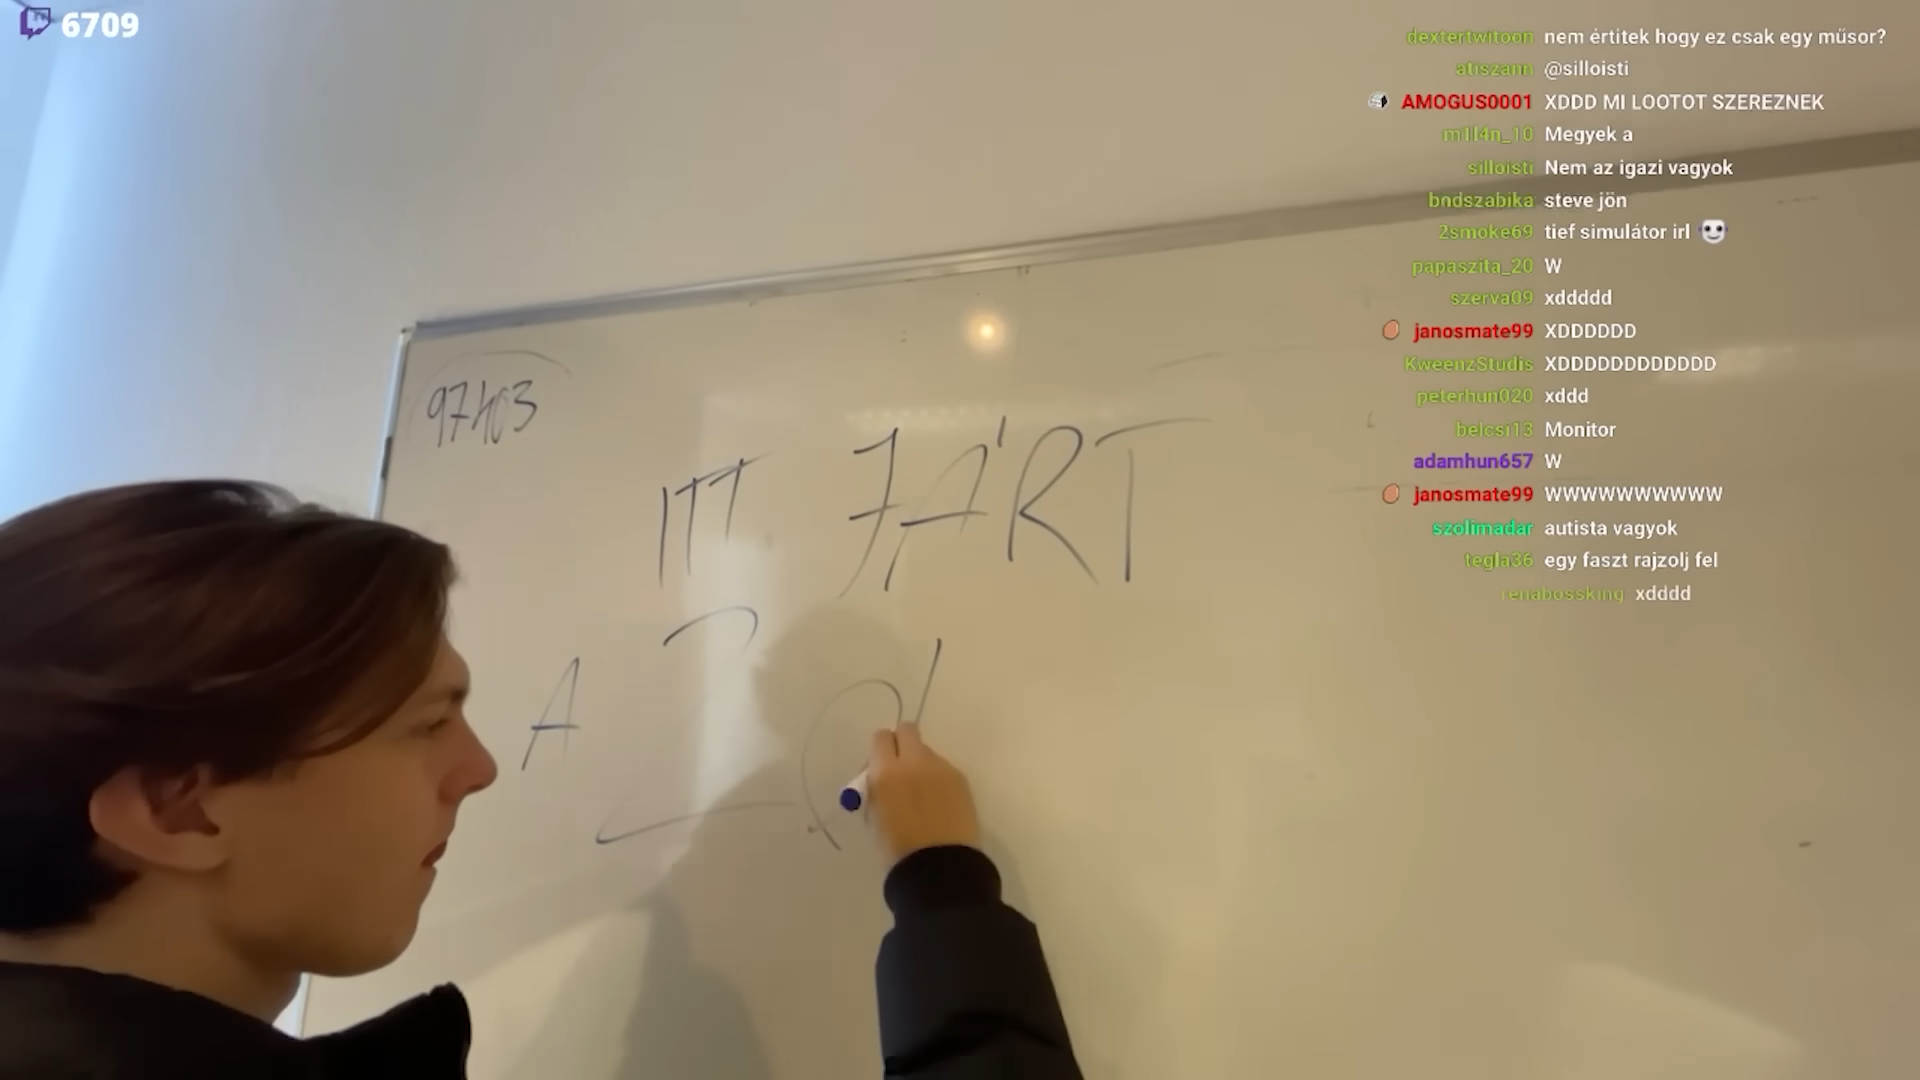 6709
dextertwitoon nem értitek hogy ez csak egy műsor?
atiszann @silloisti
AMOGUS0001 XDDD MI LOOTOT SZEREZNEK
m1l4n_10 Megyek a
silloisti Nem az igazi vagyok
bndszabika steve jön
2smoke69 tief simulátor irl
papaszita_20 W
szerva09 xddddd
janosmate99 XDDDDDD
KweenzStudis XDDDDDDDDDDDD
peterhun020 xddd
belcsi13 Monitor
adamhun657 W
janosmate99 WWWWWWWWWW
szolimadar autista vagyok
tegla36 egy faszt rajzolj fel
renabossking xdddd
ITT JÁRT
A